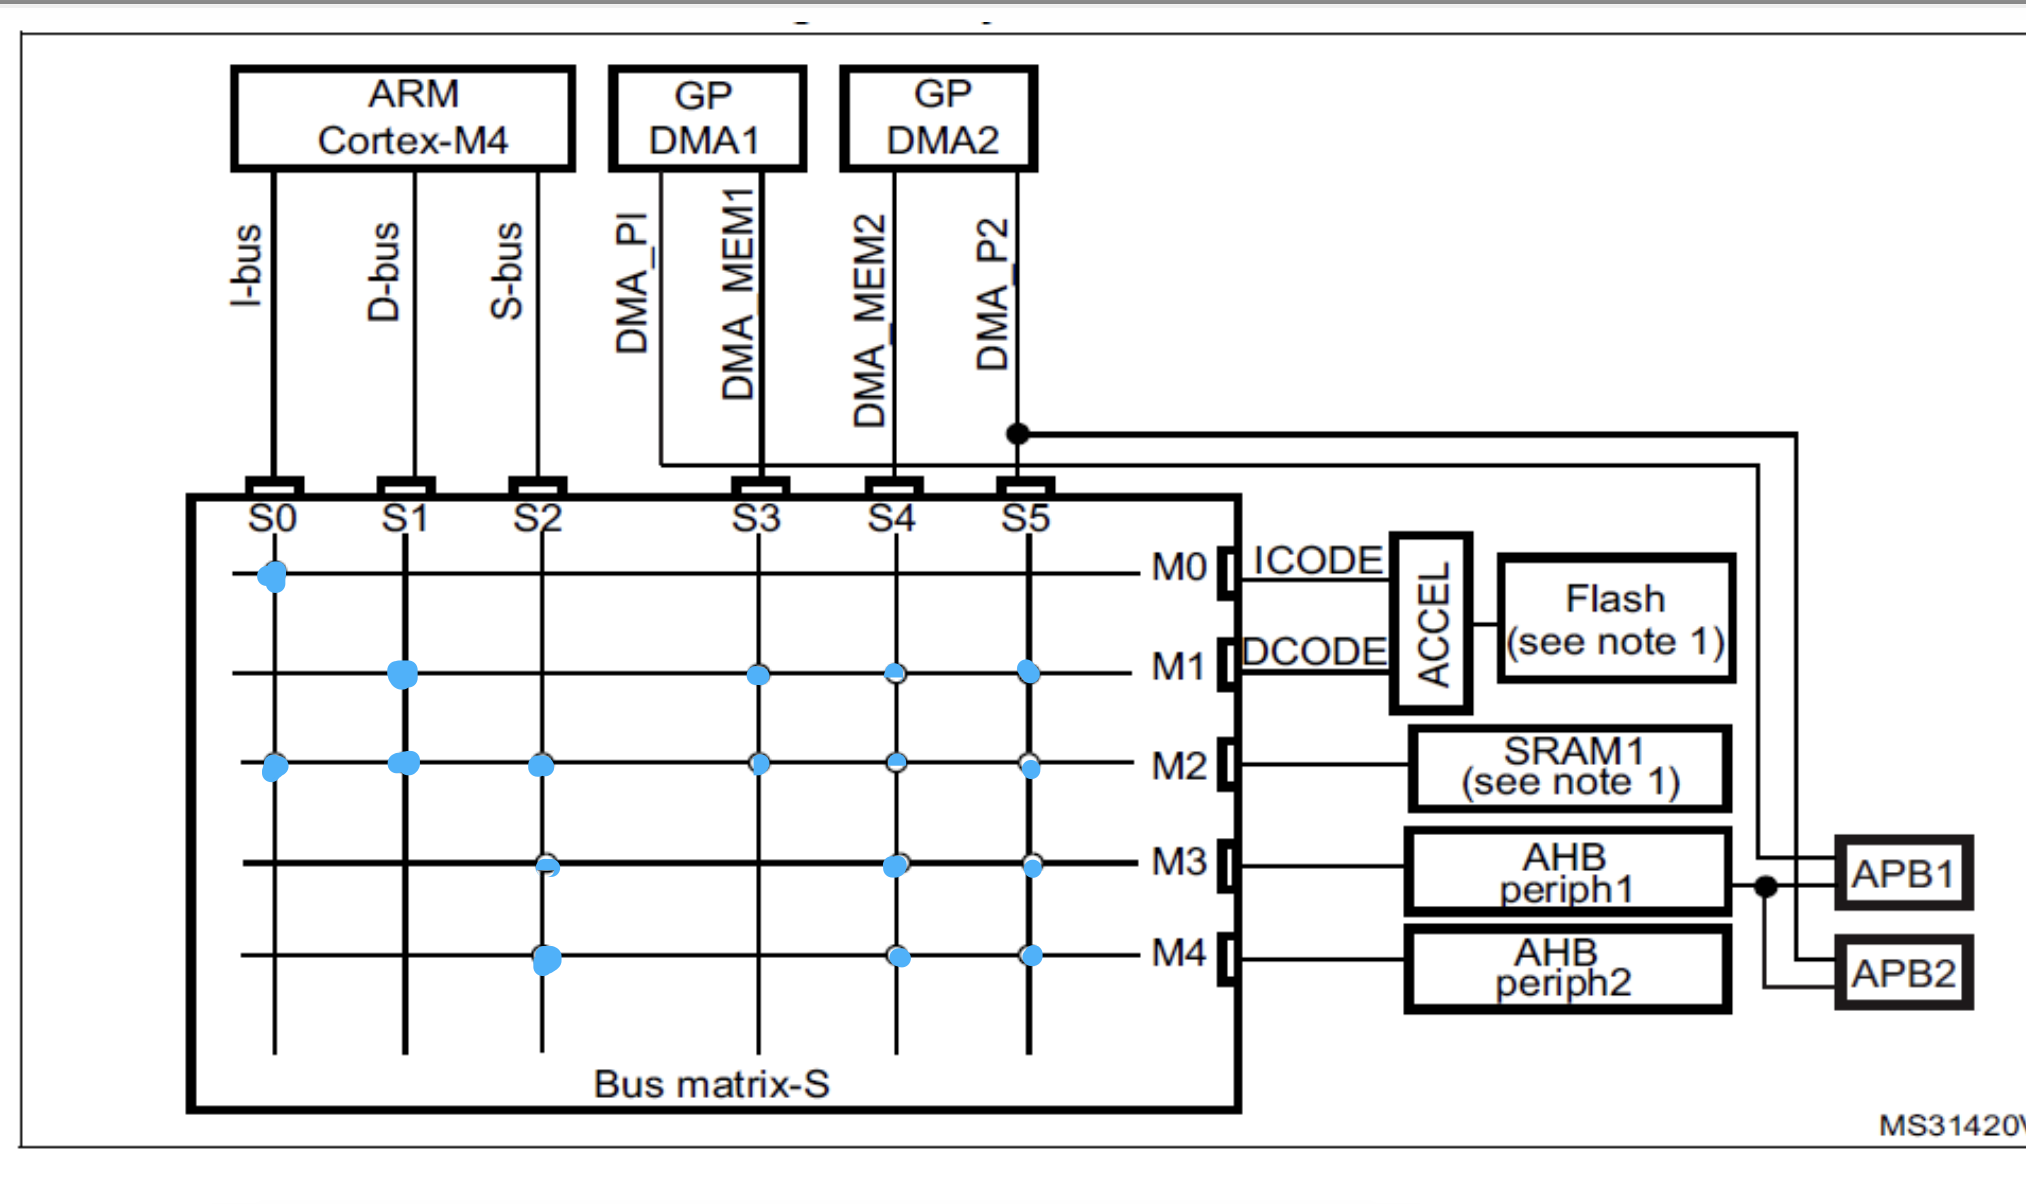 ARM
Cortex-M4
GP
DMA1
GP
DMA2
I-bus
D-bus
S-bus
DMA_PI
DMA_MEM1
DMA_MEM2
DMA_P2
S0
S1
S2
S3
S4
S5
M0
ICODE
M1
DCODE
ACCEL
Flash
(see note 1)
M2
SRAM1
(see note 1)
M3
AHB
periph1
APB1
M4
AHB
periph2
APB2
Bus matrix-S
MS31420V